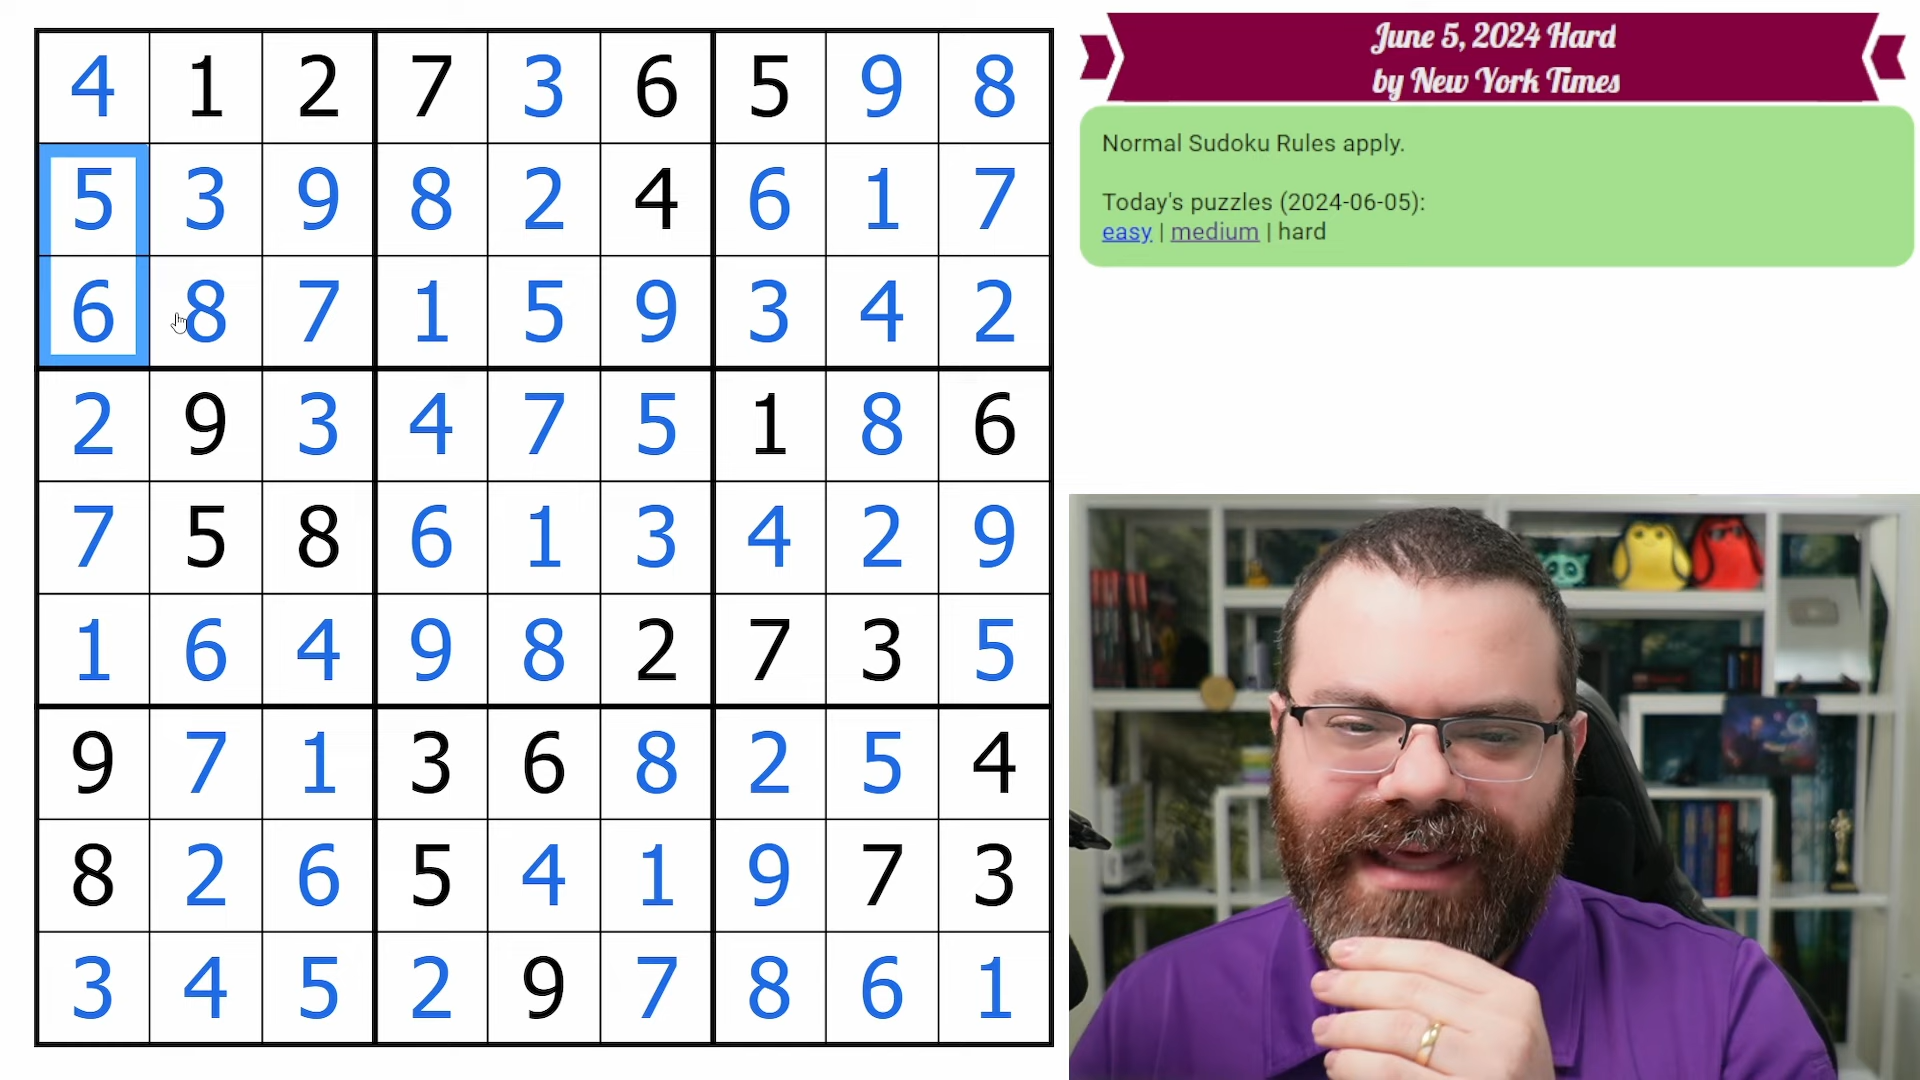 4 1 2 7 3 6 5 9 8
5 3 9 8 2 4 6 1 7
6 8 7 1 5 9 3 4 2
2 9 3 4 7 5 1 8 6
7 5 8 6 1 3 4 2 9
1 6 4 9 8 2 7 3 5
9 7 1 3 6 8 2 5 4
8 2 6 5 4 1 9 7 3
3 4 5 2 9 7 8 6 1
June 5, 2024 Hard
by New York Times
Normal Sudoku Rules apply.
Today's puzzles (2024-06-05):
easy | medium | hard